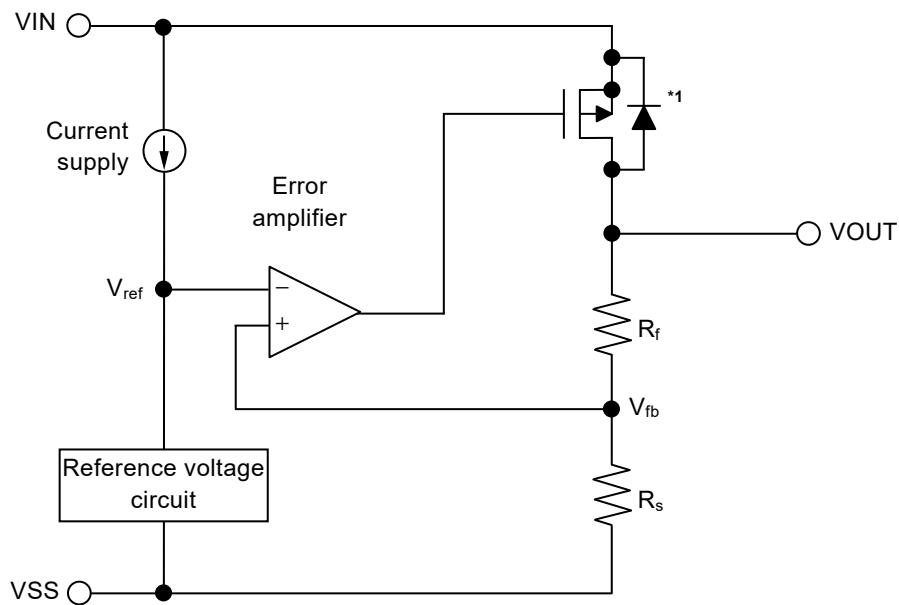 VIN
*1
Current
supply
Error
amplifier
VOUT
Vref
−
+
Rf
Vfb
Reference voltage
circuit
Rs
VSS